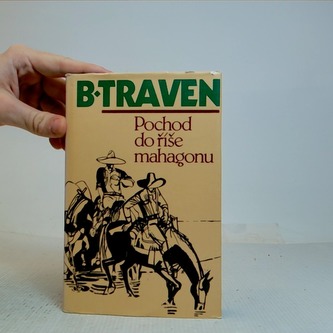 B·TRAVEN
Pochod
do říše
mahagonu